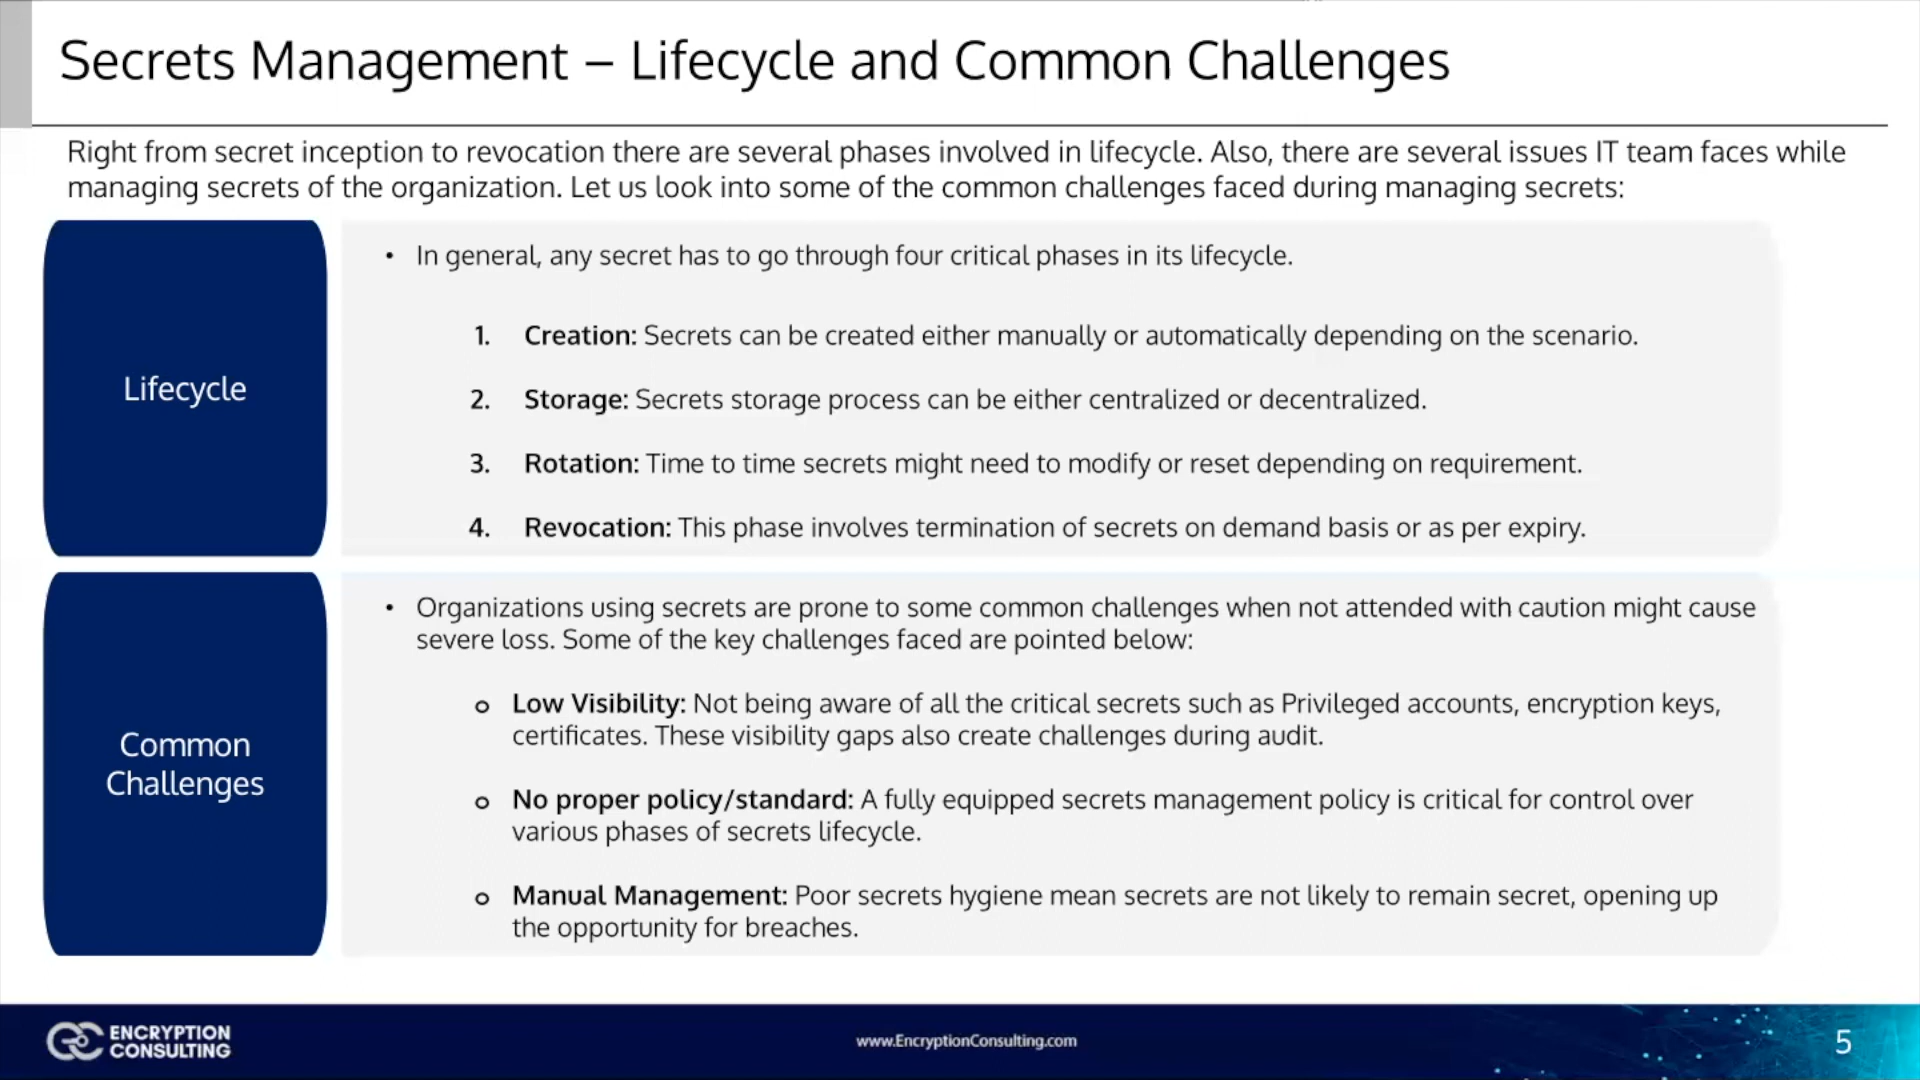 Secrets Management – Lifecycle and Common Challenges
Right from secret inception to revocation there are several phases involved in lifecycle. Also, there are several issues IT team faces while
managing secrets of the organization. Let us look into some of the common challenges faced during managing secrets:
Lifecycle
• In general, any secret has to go through four critical phases in its lifecycle.
1. Creation: Secrets can be created either manually or automatically depending on the scenario.
2. Storage: Secrets storage process can be either centralized or decentralized.
3. Rotation: Time to time secrets might need to modify or reset depending on requirement.
4. Revocation: This phase involves termination of secrets on demand basis or as per expiry.
Common
Challenges
• Organizations using secrets are prone to some common challenges when not attended with caution might cause
severe loss. Some of the key challenges faced are pointed below:
o Low Visibility: Not being aware of all the critical secrets such as Privileged accounts, encryption keys,
certificates. These visibility gaps also create challenges during audit.
o No proper policy/standard: A fully equipped secrets management policy is critical for control over
various phases of secrets lifecycle.
o Manual Management: Poor secrets hygiene mean secrets are not likely to remain secret, opening up
the opportunity for breaches.
ENCRYPTION
CONSULTING
www.EncryptionConsulting.com
5